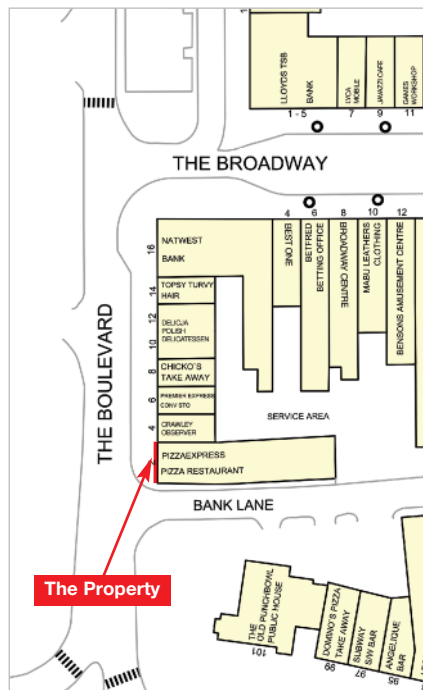 LLOYDS TSB
BANK
LYCA
MOBILE
JAVAZZI CAFE
GAMES
WORKSHOP
1 - 5
7
9
11
THE BROADWAY
4
6
8
10
12
16
NATWEST
BANK
BEST ONE
BETFRED
BETTING OFFICE
BROADWAY CENTRE
MABU LEATHERS
CLOTHING
BENSONS AMUSEMENT CENTRE
14
TOPSY TURVY
HAIR
12
DELICJA
POLISH
DELICATESSEN
10
8
CHICKO'S
TAKE AWAY
6
PREMIER EXPRESS
CONV STO
4
CRAWLEY
OBSERVER
SERVICE AREA
THE BOULEVARD
PIZZAEXPRESS
PIZZA RESTAURANT
BANK LANE
The Property
THE
OLD PUNCHBOWL
PUBLIC HOUSE
101
DOMINO'S PIZZA
TAKE AWAY
99
SUBWAY
S/W BAR
97
ANGELIQUE
BAR
95